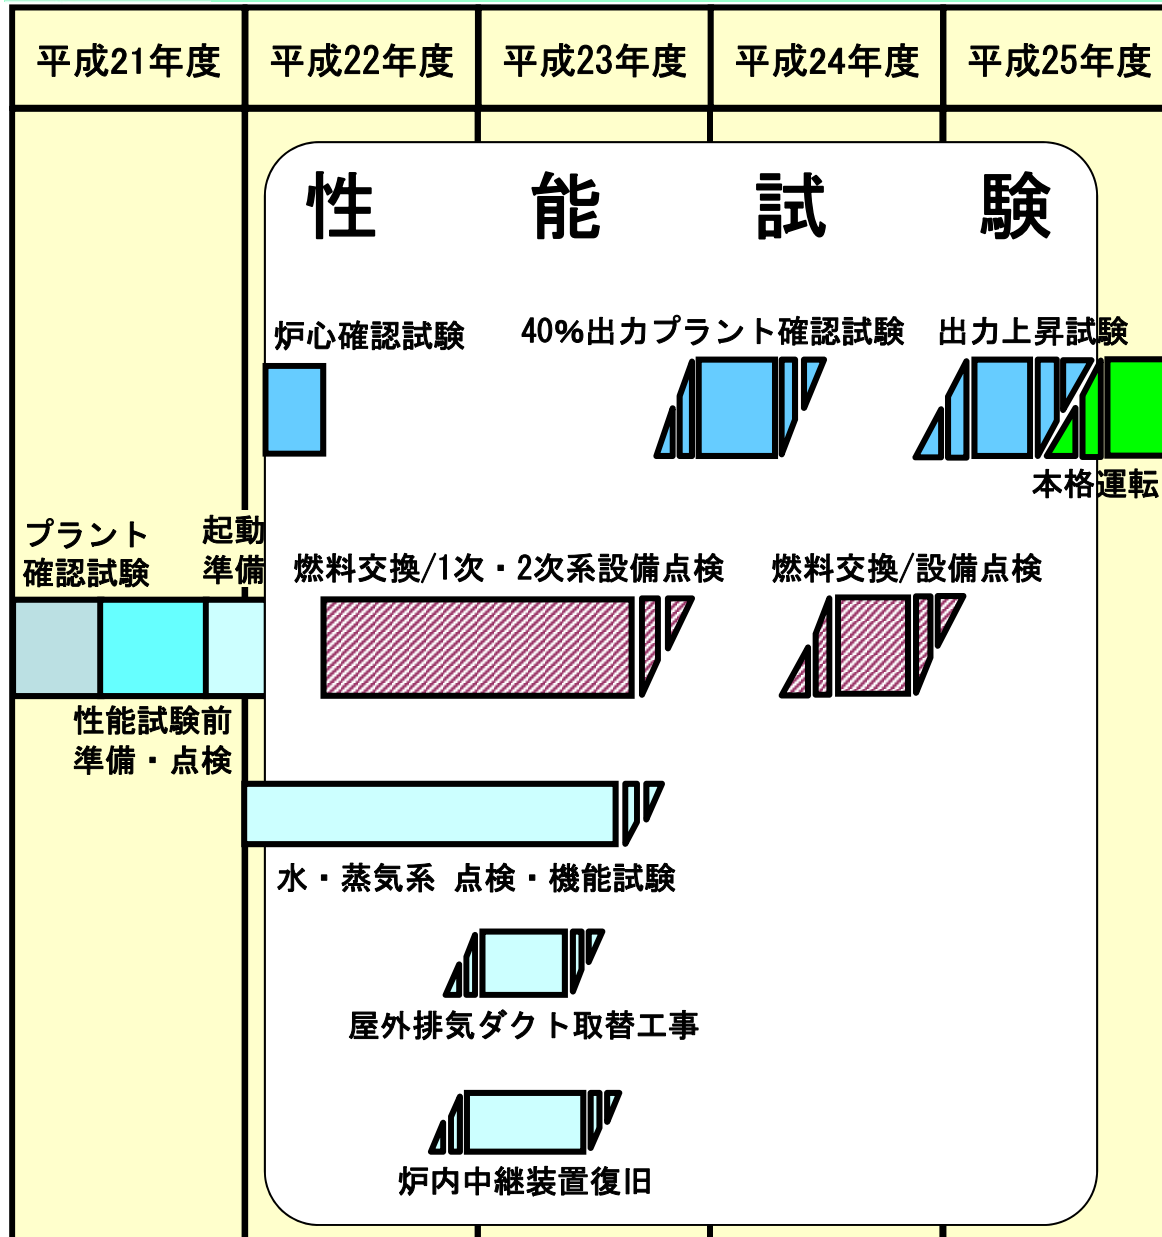 平成21年度 平成22年度 平成23年度 平成24年度 平成25年度
性能試験
炉心確認試験
40%出力プラント確認試験
出力上昇試験
本格運転
プラント
確認試験
起動
準備
燃料交換/1次・2次系設備点検
燃料交換/設備点検
性能試験前
準備・点検
水・蒸気系 点検・機能試験
屋外排気ダクト取替工事
炉内中継装置復旧